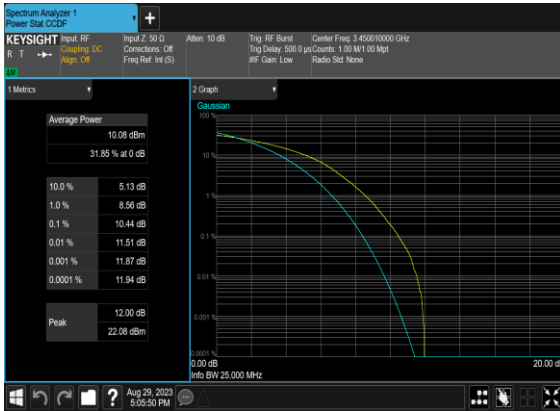 Spectrum Analyzer 1
Power Stat CCDF
+
KEYSIGHT
R T
LV
Input: RF
Coupling: DC
Align: Off
Input Z: 50 Ω
Corrections: Off
Freq Ref: Int (S)
Atten: 10 dB
Trig: RF Burst
Trig Delay: 500.0 µs
#IF Gain: Low
Center Freq: 3.450010000 GHz
Counts: 1.00 M/1.00 Mpt
Radio Std: None
1 Metrics
Average Power
10.08 dBm
31.85 % at 0 dB
10.0 % 5.13 dB
1.0 % 8.56 dB
0.1 % 10.44 dB
0.01 % 11.51 dB
0.001 % 11.87 dB
0.0001 % 11.94 dB
Peak
12.00 dB
22.08 dBm
2 Graph
Gaussian
100 %
10 %
1 %
0.1 %
0.01 %
0.001 %
0.0001 %
0.00 dB
20.00 d
Info BW 25.000 MHz
?
Aug 29, 2023
5:05:50 PM